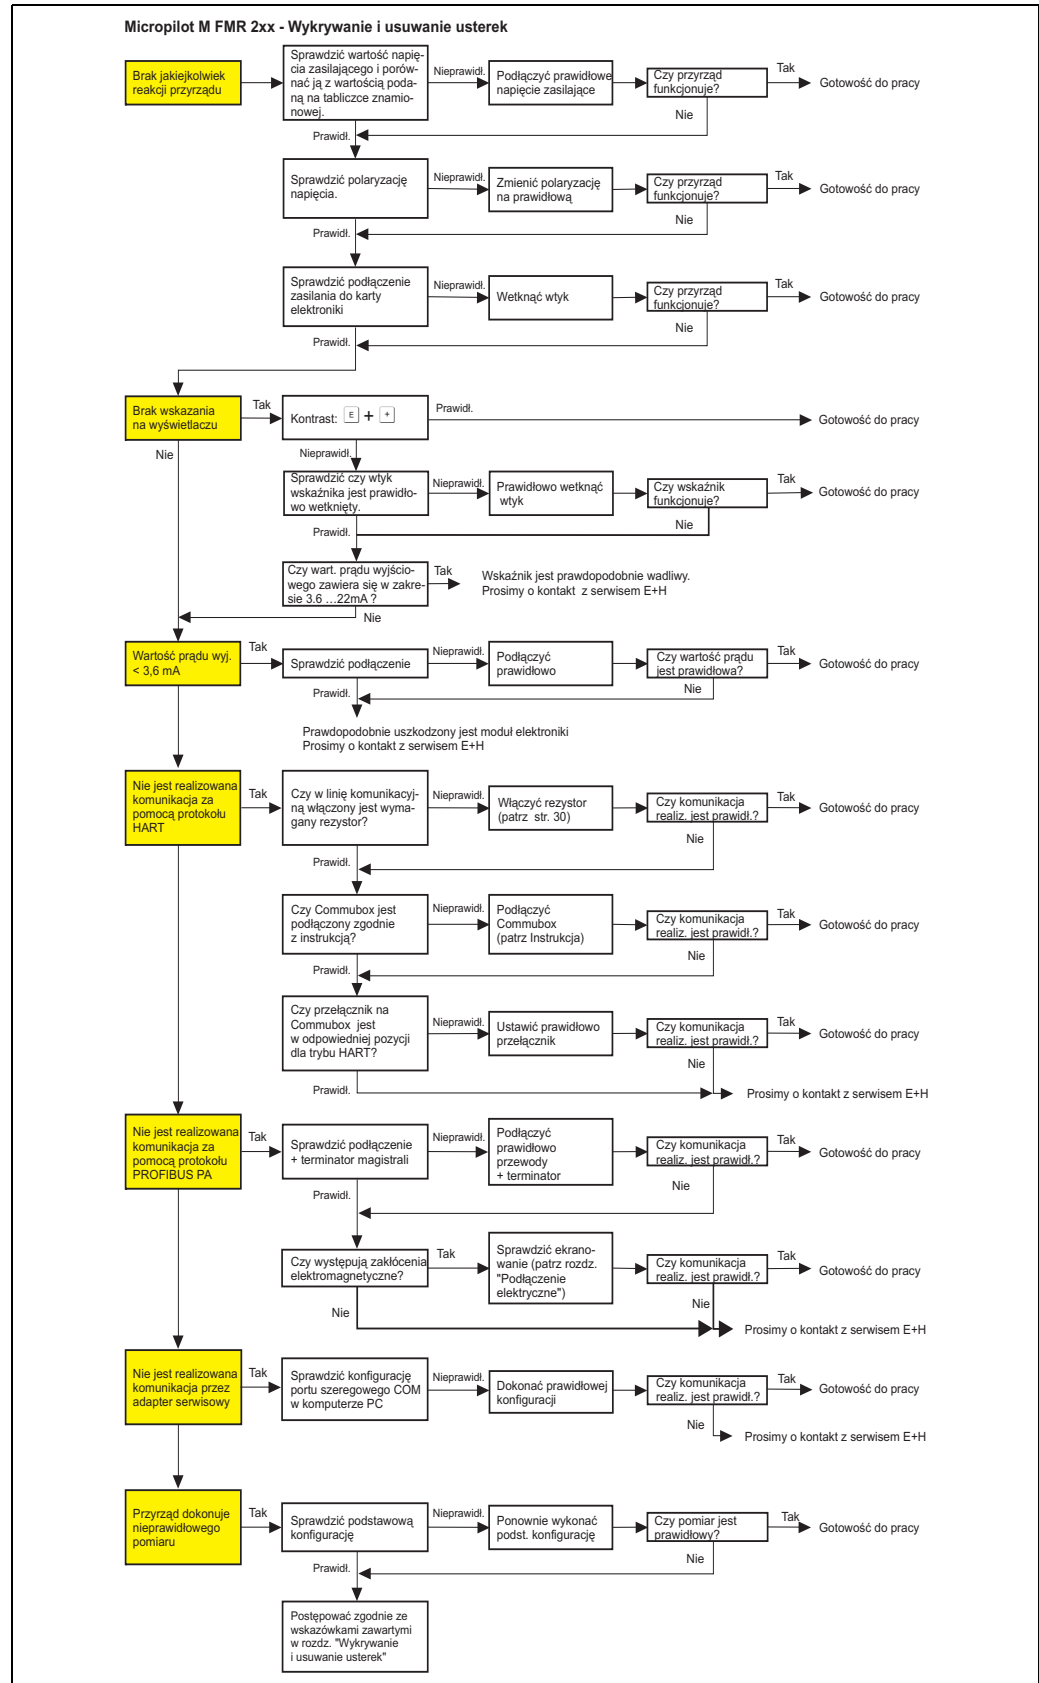 Micropilot M FMR 2xx - Wykrywanie i usuwanie usterek
Brak jakiejkolwiek
reakcji przyrządu
Sprawdzić wartość napię-
cia zasilającego i porów-
nać ją z wartością poda-
ną na tabliczce znamio-
nowej.
Nieprawidł.
Podłączyć prawidłowe
napięcie zasilające
Czy przyrząd
funkcjonuje?
Tak
Gotowość do pracy
Nie
Prawidł.
Sprawdzić polaryzację
napięcia.
Nieprawidł.
Zmienić polaryzację
na prawidłową
Czy przyrząd
funkcjonuje?
Tak
Gotowość do pracy
Nie
Prawidł.
Sprawdzić podłączenie
zasilania do karty
elektroniki
Nieprawidł.
Wetknąć wtyk
Czy przyrząd
funkcjonuje?
Tak
Gotowość do pracy
Nie
Prawidł.
Brak wskazania
na wyświetlaczu
Tak
Kontrast: E + +
Prawidł.
Gotowość do pracy
Nie
Nieprawidł.
Sprawdzić czy wtyk
wskaźnika jest prawidło-
wo wetknięty.
Nieprawidł.
Prawidłowo wetknąć
wtyk
Czy wskaźnik
funkcjonuje?
Tak
Gotowość do pracy
Nie
Prawidł.
Czy wart. prądu wyjścio-
wego zawiera się w zakre-
sie 3.6 ...22mA ?
Tak
Wskaźnik jest prawdopodobnie wadliwy.
Prosimy o kontakt z serwisem E+H
Nie
Wartość prądu wyj.
< 3,6 mA
Tak
Sprawdzić podłączenie
Nieprawidł.
Podłączyć
prawidłowo
Czy wartość prądu
jest prawidłowa?
Tak
Gotowość do pracy
Nie
Prawidł.
Prawdopodobnie uszkodzony jest moduł elektroniki
Prosimy o kontakt z serwisem E+H
Nie jest realizowana
komunikacja za
pomocą protokołu
HART
Tak
Czy w linię komunikacyj-
ną włączony jest wyma-
gany rezystor?
Nieprawidł.
Włączyć rezystor
(patrz str. 30)
Czy komunikacja
realiz. jest prawidł.?
Tak
Gotowość do pracy
Nie
Prawidł.
Czy Commubox jest
podłączony zgodnie
z instrukcją?
Nieprawidł.
Podłączyć
Commubox
(patrz Instrukcja)
Czy komunikacja
realiz. jest prawidł.?
Tak
Gotowość do pracy
Nie
Prawidł.
Czy przełącznik na
Commubox jest
w odpowiedniej pozycji
dla trybu HART?
Nieprawidł.
Ustawić prawidłowo
przełącznik
Czy komunikacja
realiz. jest prawidł.?
Tak
Gotowość do pracy
Nie
Prawidł.
Prosimy o kontakt z serwisem E+H
Nie jest realizowana
komunikacja za
pomocą protokołu
PROFIBUS PA
Tak
Sprawdzić podłączenie
+ terminator magistrali
Nieprawidł.
Podłączyć
prawidłowo
przewody
+ terminator
Czy komunikacja
realiz. jest prawidł.?
Tak
Gotowość do pracy
Nie
Prawidł.
Czy występują zakłócenia
elektromagnetyczne?
Tak
Sprawdzić ekrano-
wanie (patrz rozdz.
"Podłączenie
elektryczne")
Czy komunikacja
realiz. jest prawidł.?
Tak
Gotowość do pracy
Nie
Nie
Prosimy o kontakt z serwisem E+H
Nie jest realizowana
komunikacja przez
adapter serwisowy
Tak
Sprawdzić konfigurację
portu szeregowego COM
w komputerze PC
Nieprawidł.
Dokonać prawidłowej
konfiguracji
Czy komunikacja
realiz. jest prawidł.?
Tak
Gotowość do pracy
Nie
Prosimy o kontakt z serwisem E+H
Przyrząd dokonuje
nieprawidłowego
pomiaru
Tak
Sprawdzić podstawową
konfigurację
Nieprawidł.
Ponownie wykonać
podst. konfigurację
Czy pomiar jest
prawidłowy?
Tak
Gotowość do pracy
Nie
Prawidł.
Postępować zgodnie ze
wskazówkami zawartymi
w rozdz. "Wykrywanie
i usuwanie usterek"